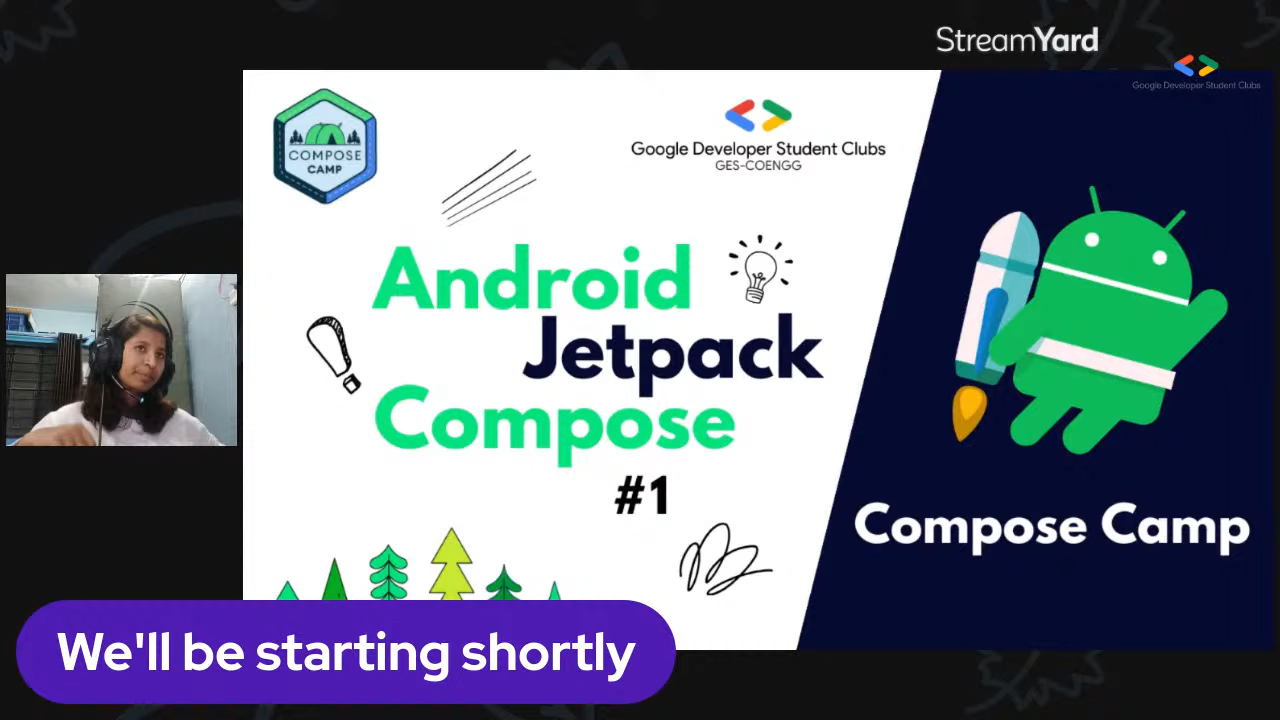 StreamYard
Google Developer Student Clubs
COMPOSE
CAMP
Google Developer Student Clubs
GES-COENGG
Android
Jetpack
Compose
#1
Compose Camp
We'll be starting shortly